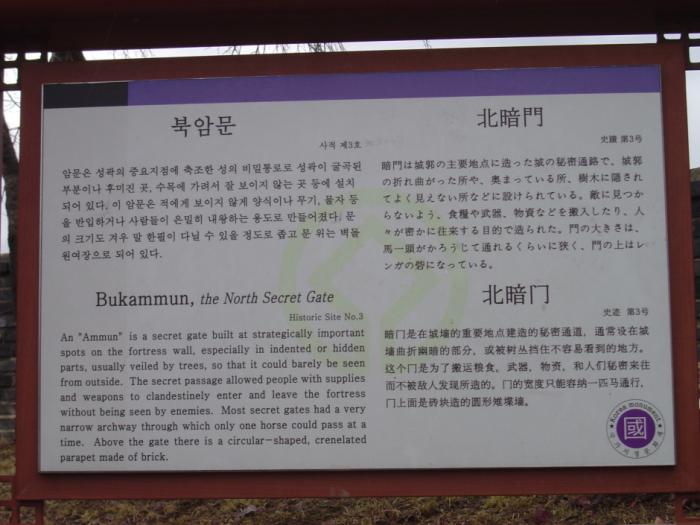 북암문
사적 제3호
암문은 성곽의 중요지점에 축조한 성의 비밀통로로 성곽이 굴곡된
부분이나 후미진 곳, 수목에 가려서 잘 보이지 않는 곳 등에 설치
되어 있다. 이 암문은 적에게 보이지 않게 양식이나 무기, 물자 등
을 반입하거나 사람들이 은밀히 내왕하는 용도로 만들어졌다. 문
의 크기도 겨우 말 한필이 다닐 수 있을 정도로 좁고 문 위는 벽돌
원여장으로 되어 있다.
北暗門
史蹟 第3号
暗門は城郭の主要地点に造った城の秘密通路で、城郭
の折れ曲がった所や、奥まっている所、樹木に隠され
てよく見えない所などに設けられている。敵に見つか
らないよう、食糧や武器、物資などを搬入したり、人
々が密かに往来する目的で造られた。門の大きさは、
馬一頭がかろうじて通れるくらいに狭く、門の上はレ
ンガの砦になっている。
Bukammun, the North Secret Gate
Historic Site No.3
An "Ammun" is a secret gate built at strategically important
spots on the fortress wall, especially in indented or hidden
parts, usually veiled by trees, so that it could barely be seen
from outside. The secret passage allowed people with supplies
and weapons to clandestinely enter and leave the fortress
without being seen by enemies. Most secret gates had a very
narrow archway through which only one horse could pass at a
time. Above the gate there is a circular-shaped, crenelated
parapet made of brick.
北暗门
史迹 第3号
暗门是在城墙的重要地点建造的秘密通道，通常设在城
墙曲折幽暗的部分，或被树丛挡住不容易看到的地方。
这个门是为了搬运粮食，武器，物资，和人们秘密来往
而不被敌人发现所造的。门的宽度只能容纳一匹马通行，
门上面是砖块造的圆形雉堞墙。
Korean monument
國